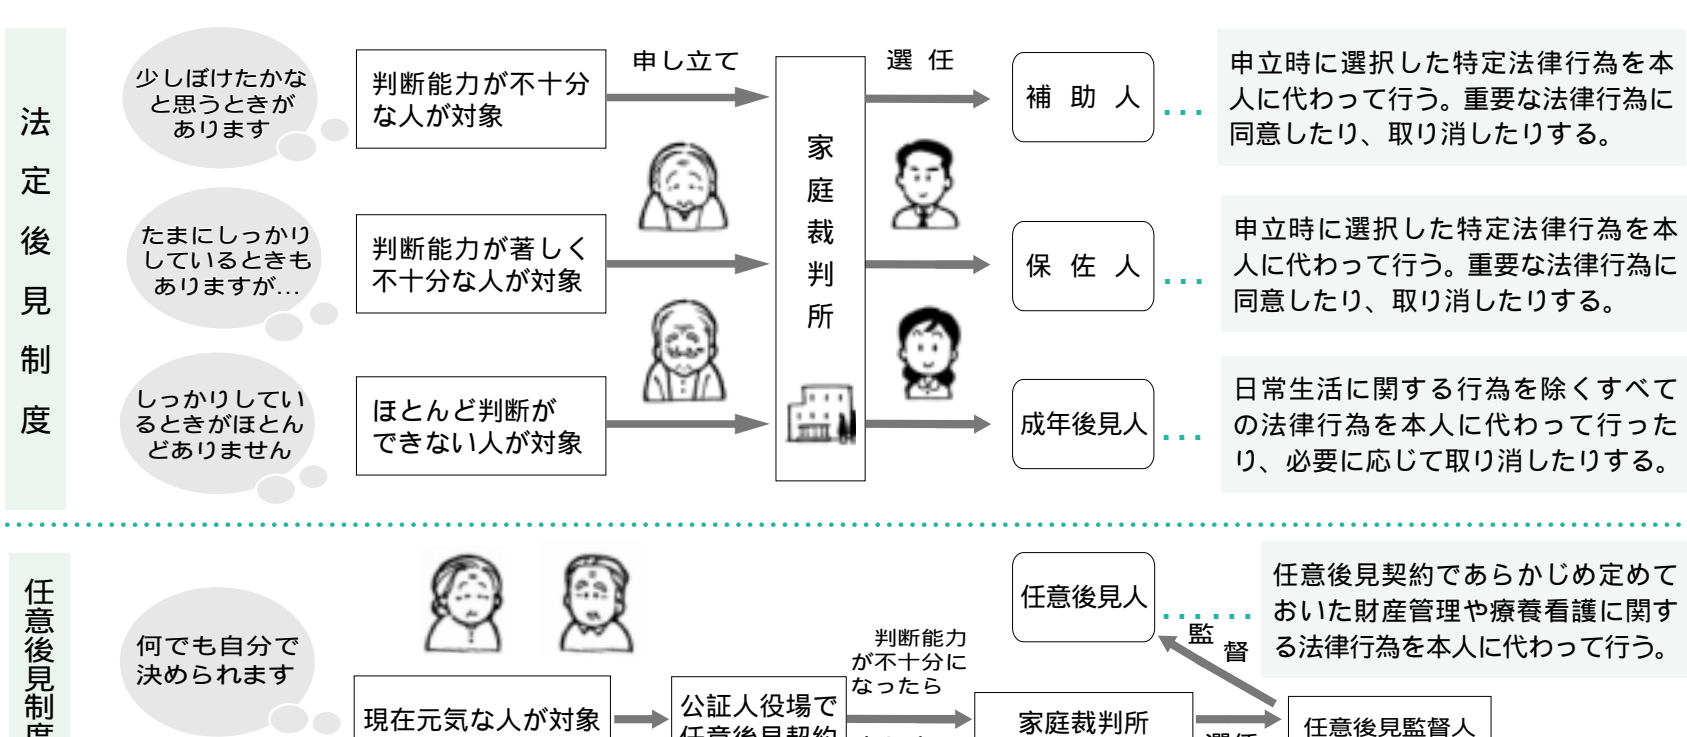 法定後見制度
少しぼけたかな
と思うときが
あります
判断能力が不十分
な人が対象
申し立て
家庭裁判所
選任
補助人
申立時に選択した特定法律行為を本
人に代わって行う。重要な法律行為に
同意したり、取り消したりする。
たまにしっかり
しているときも
ありますが…
判断能力が著しく
不十分な人が対象
保佐人
申立時に選択した特定法律行為を本
人に代わって行う。重要な法律行為に
同意したり、取り消したりする。
しっかりしてい
るときがほとん
どありません
ほとんど判断が
できない人が対象
成年後見人
日常生活に関する行為を除くすべて
の法律行為を本人に代わって行った
り、必要に応じて取り消したりする。
任意後見制度
何でも自分で
決められます
現在元気な人が対象
公証人役場で
任意後見契約
判断能力
が不十分に
なったら
家庭裁判所
選任
任意後見監督人
監督
任意後見人
任意後見契約であらかじめ定めて
おいた財産管理や療養看護に関す
る法律行為を本人に代わって行う。